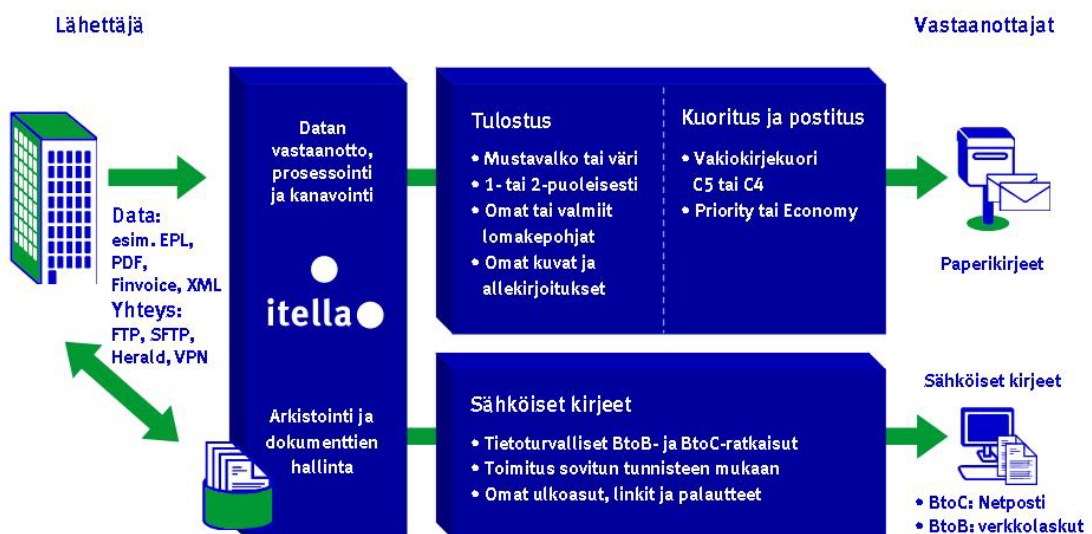 Lähettäjä
Vastaanottajat
Data:
esim. EPL,
PDF,
Finvoice, XML
Yhteys:
FTP, SFTP,
Herald, VPN
Datan
vastaanotto,
prosessointi
ja kanavointi
itella
Arkistointi ja
dokumenttien
hallinta
Tulostus
• Mustavalko tai väri
• 1- tai 2-puoleisesti
• Omat tai valmiit
lomakepohjat
• Omat kuvat ja
allekirjoitukset
Kuoritus ja postitus
• Vakiokirjekuori
C5 tai C4
• Priority tai Economy
Paperikirjeet
Sähköiset kirjeet
• Tietoturvalliset BtoB- ja BtoC-ratkaisut
• Toimitus sovitun tunnisteen mukaan
• Omat ulkoasut, linkit ja palautteet
Sähköiset kirjeet
• BtoC: Netposti
• BtoB: verkkolaskut